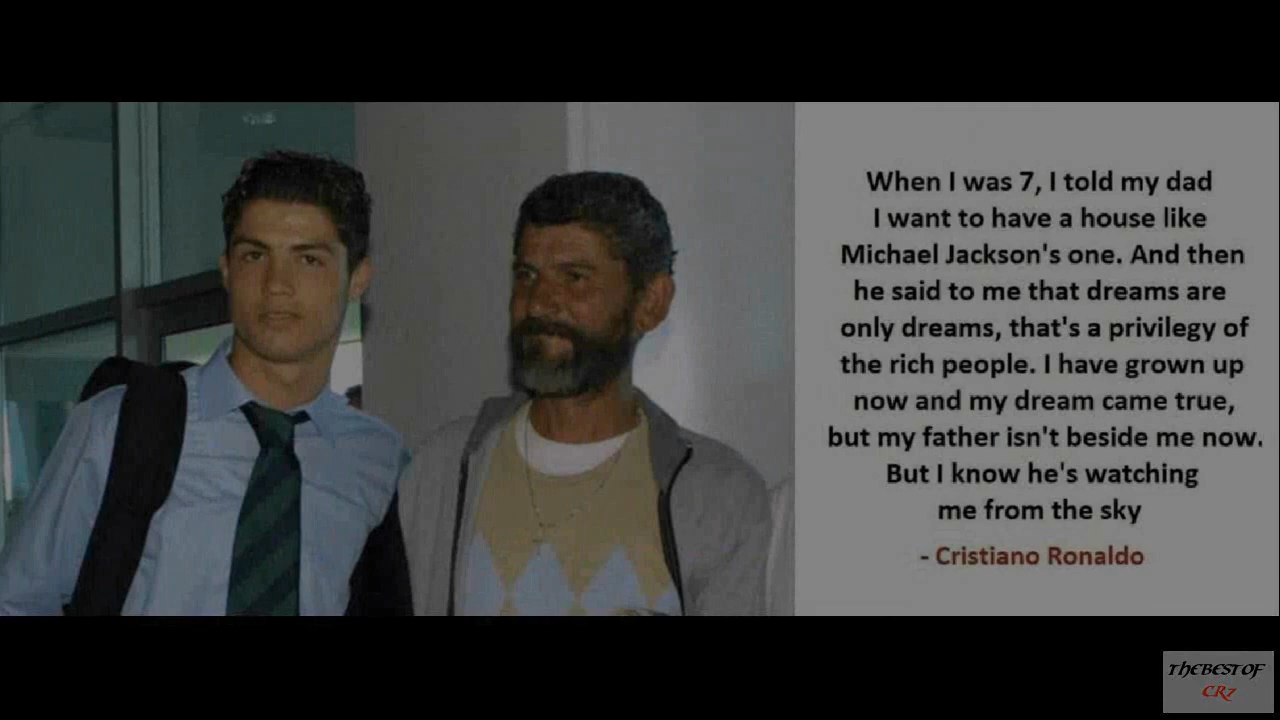 When I was 7, I told my dad
I want to have a house like
Michael Jackson's one. And then
he said to me that dreams are
only dreams, that's a privilegy of
the rich people. I have grown up
now and my dream came true,
but my father isn't beside me now.
But I know he's watching
me from the sky
- Cristiano Ronaldo
THEBESTOF
CR7